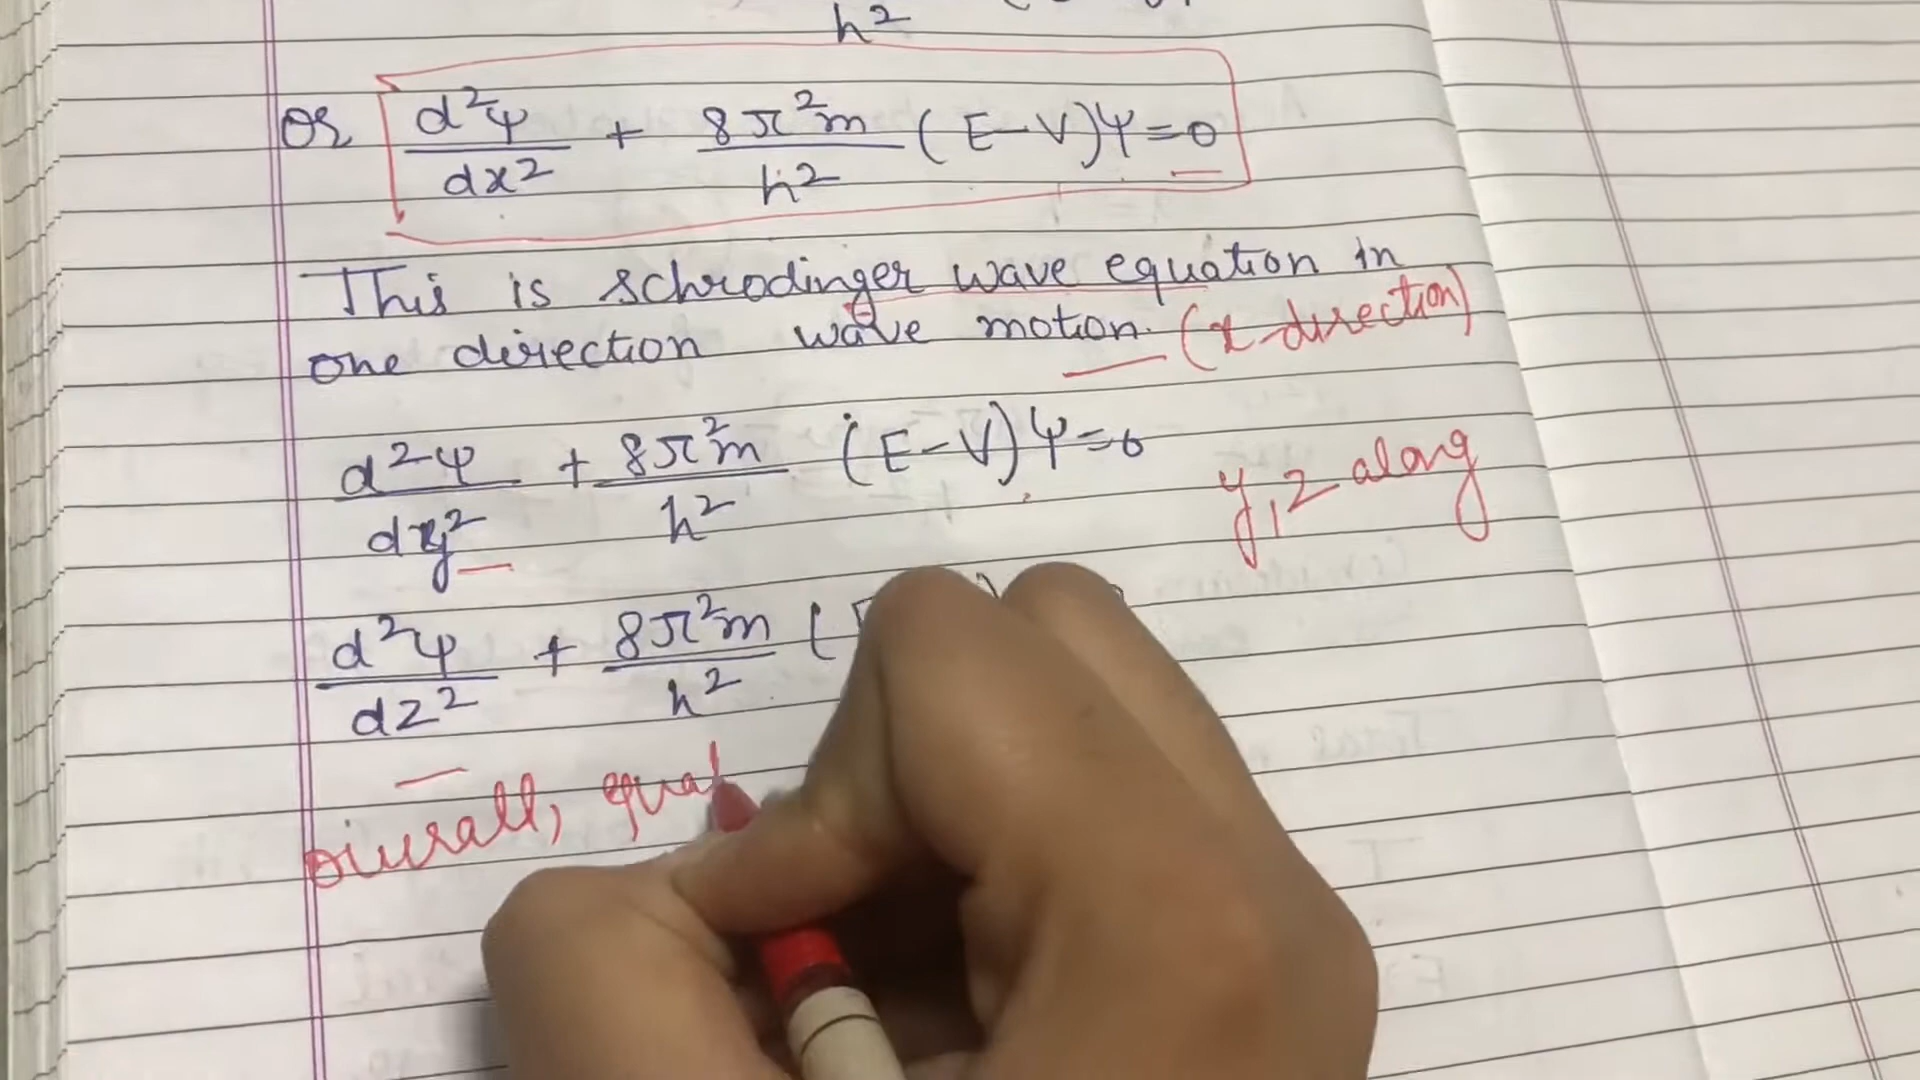 h²
Or d²ψ/dx² + 8π²m/h² (E-V)ψ=0
This is schrodinger wave equation in
one direction wave motion. (x-direction)
d²ψ/dy² + 8π²m/h² (E-V)ψ=0
y,z along
d²ψ/dz² + 8π²m/h² (
overall, equat